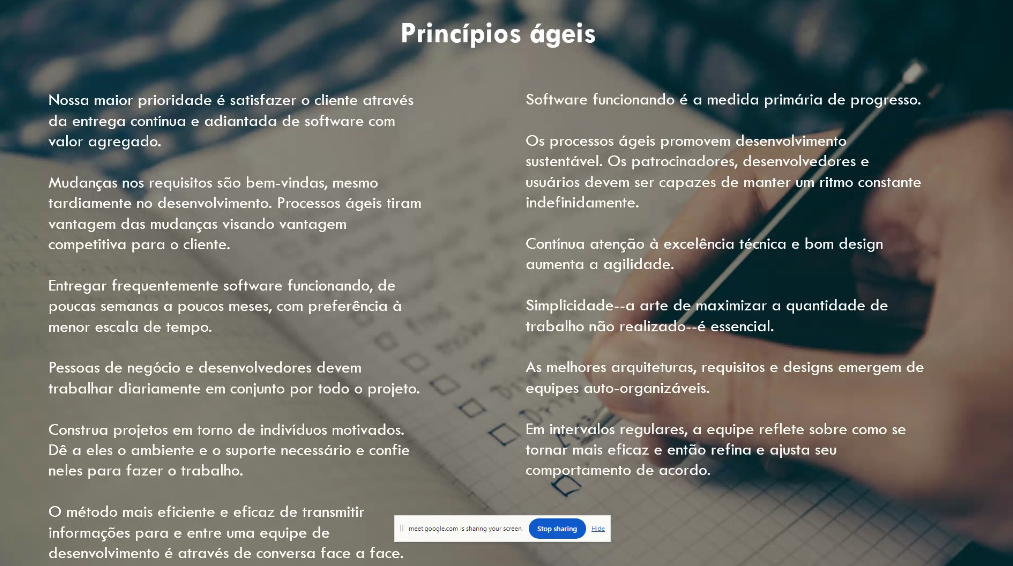 Princípios ágeis
Nossa maior prioridade é satisfazer o cliente através
da entrega contínua e adiantada de software com
valor agregado.
Mudanças nos requisitos são bem-vindas, mesmo
tardiamente no desenvolvimento. Processos ágeis tiram
vantagem das mudanças visando vantagem
competitiva para o cliente.
Entregar frequentemente software funcionando, de
poucas semanas a poucos meses, com preferência à
menor escala de tempo.
Pessoas de negócio e desenvolvedores devem
trabalhar diariamente em conjunto por todo o projeto.
Construa projetos em torno de indivíduos motivados.
Dê a eles o ambiente e o suporte necessário e confie
neles para fazer o trabalho.
O método mais eficiente e eficaz de transmitir
informações para e entre uma equipe de
desenvolvimento é através de conversa face a face.
Software funcionando é a medida primária de progresso.
Os processos ágeis promovem desenvolvimento
sustentável. Os patrocinadores, desenvolvedores e
usuários devem ser capazes de manter um ritmo constante
indefinidamente.
Contínua atenção à excelência técnica e bom design
aumenta a agilidade.
Simplicidade--a arte de maximizar a quantidade de
trabalho não realizado--é essencial.
As melhores arquiteturas, requisitos e designs emergem de
equipes auto-organizáveis.
Em intervalos regulares, a equipe reflete sobre como se
tornar mais eficaz e então refina e ajusta seu
comportamento de acordo.
meet.google.com is sharing your screen. Stop sharing Hide